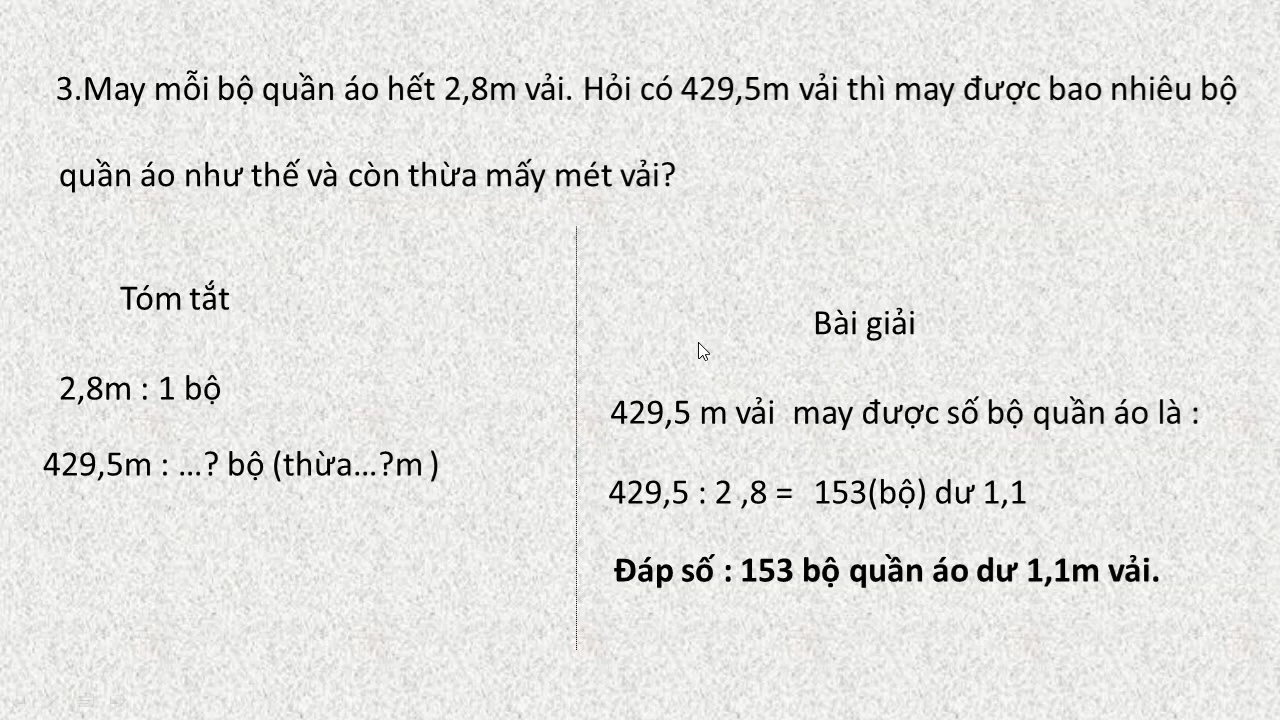 3.May mỗi bộ quần áo hết 2,8m vải. Hỏi có 429,5m vải thì may được bao nhiêu bộ
quần áo như thế và còn thừa mấy mét vải?
Tóm tắt
2,8m : 1 bộ
429,5m : ...? bộ (thừa...?m )
Bài giải
429,5 m vải  may được số bộ quần áo là :
429,5 : 2 ,8 =  153(bộ) dư 1,1
Đáp số : 153 bộ quần áo dư 1,1m vải.